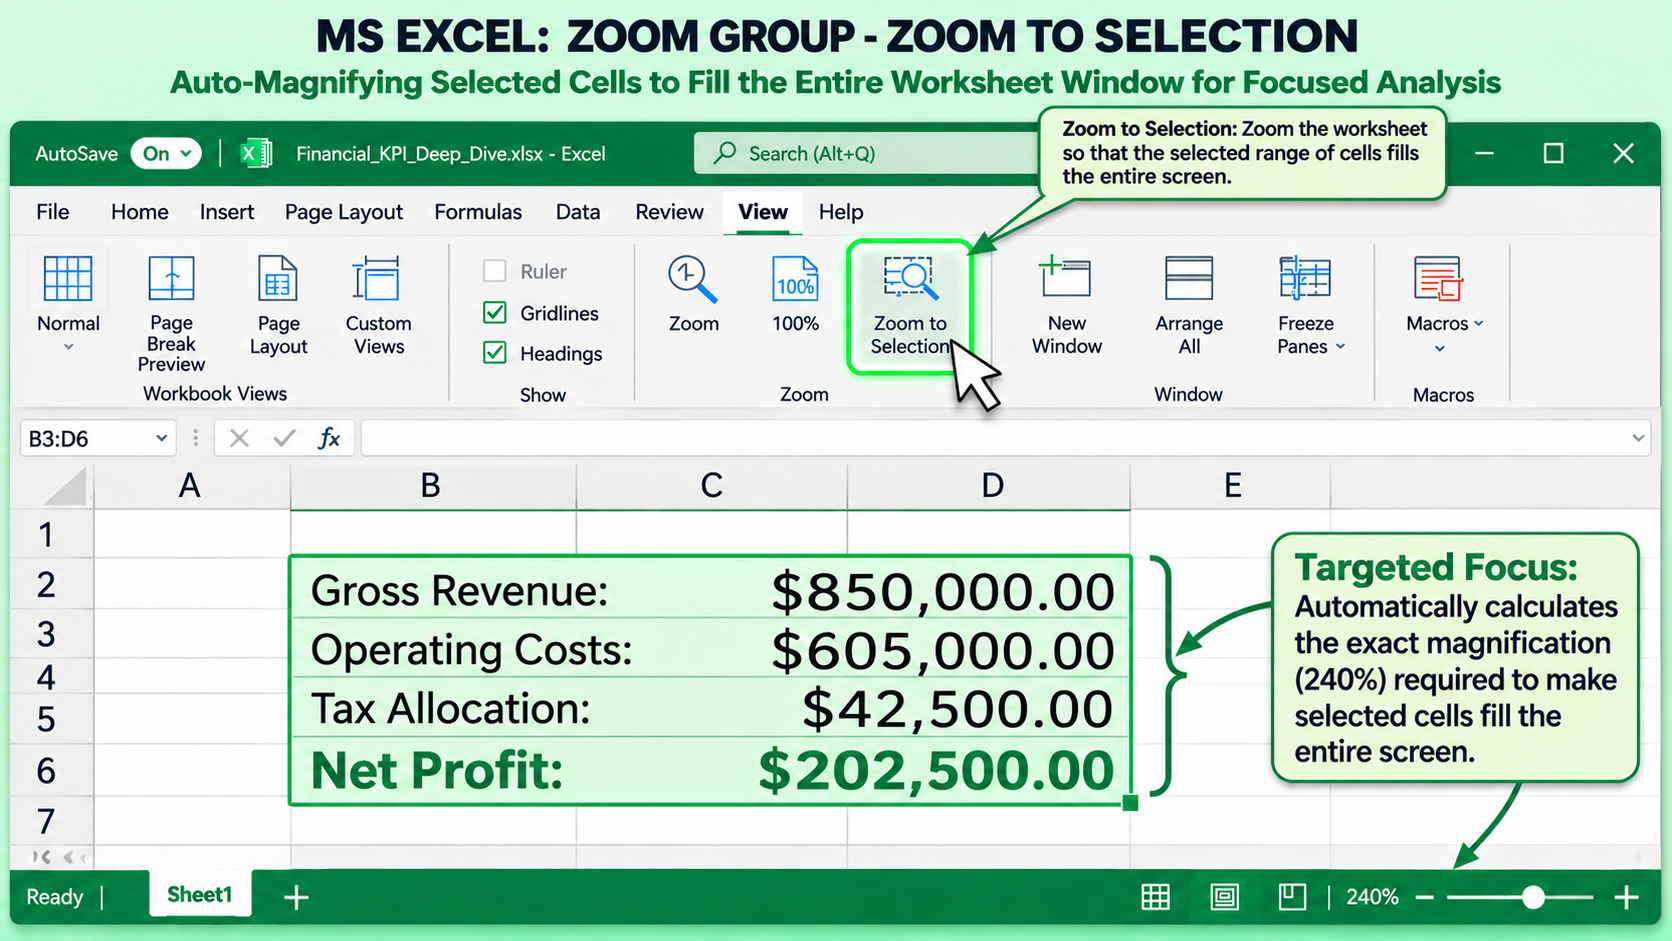 MS EXCEL: ZOOM GROUP - ZOOM TO SELECTION
Auto-Magnifying Selected Cells to Fill the Entire Worksheet Window for Focused Analysis
AutoSave On Financial_KPI_Deep_Dive.xlsx - Excel Search (Alt+Q)
Zoom to Selection: Zoom the worksheet
so that the selected range of cells fills
the entire screen.
File Home Insert Page Layout Formulas Data Review View Help
Normal
Page
Break
Preview
Page
Layout
Custom
Views
Workbook Views
Ruler
Gridlines
Headings
Show
1
Zoom
100%
100%
Zoom to
Selection
Zoom
New
Window
Arrange
All
Freeze
Panes
Window
Macros
Macros
B3:D6 fx
A B C D E
1
2 Gross Revenue: $850,000.00
3 Operating Costs: $605,000.00
4
5 Tax Allocation: $42,500.00
6 Net Profit: $202,500.00
7
Targeted Focus:
Automatically calculates
the exact magnification
(240%) required to make
selected cells fill the
entire screen.
Ready Sheet1 240%